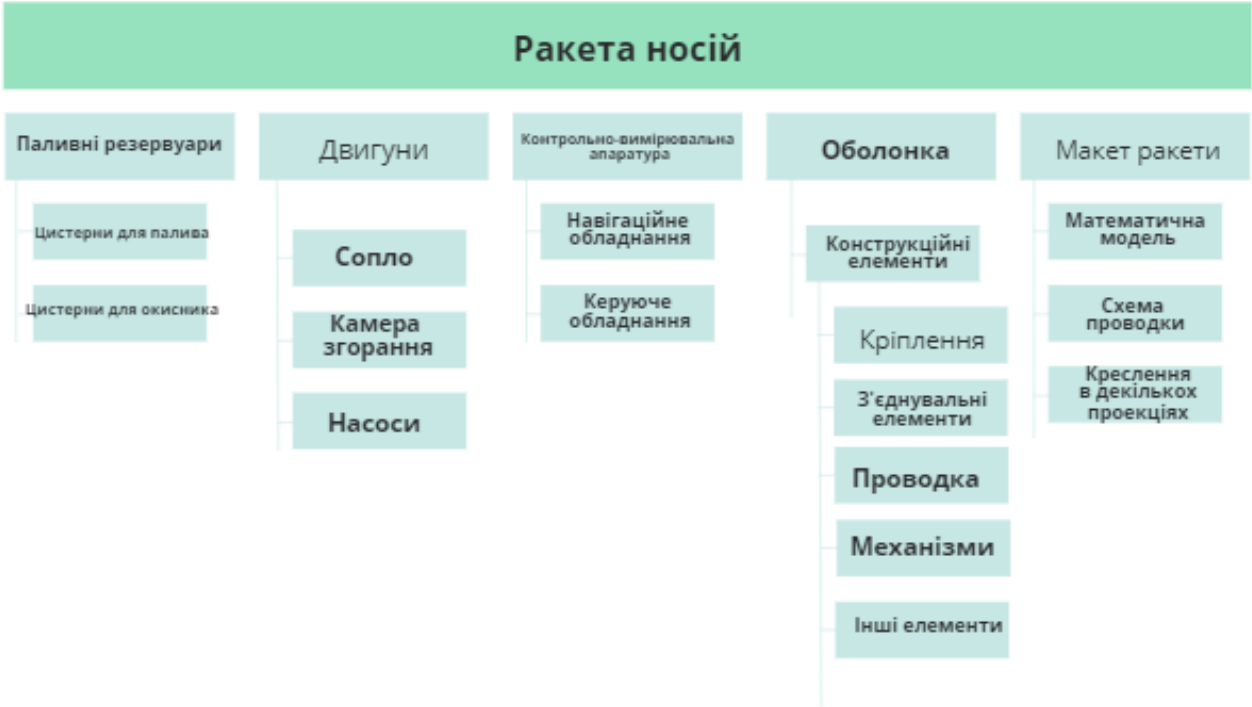 Ракета носій
Паливні резервуари
Цистерни для палива
Цистерни для окисника
Двигуни
Сопло
Камера
згорання
Насоси
Контрольно-вимірювальна
апаратура
Навігаційне
обладнання
Керуюче
обладнання
Оболонка
Конструкційні
елементи
Кріплення
З'єднувальні
елементи
Проводка
Механізми
Інші елементи
Макет ракети
Математична
модель
Схема
проводки
Креслення
в декількох
проекціях